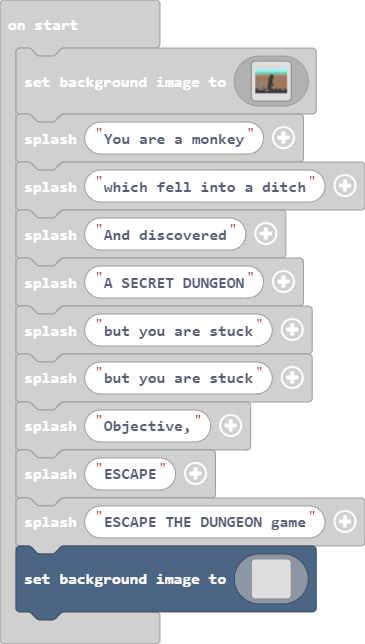 on start
set background image to
splash "You are a monkey"
splash "which fell into a ditch"
splash "And discovered"
splash "A SECRET DUNGEON"
splash "but you are stuck"
splash "but you are stuck"
splash "Objective,"
splash "ESCAPE"
splash "ESCAPE THE DUNGEON game"
set background image to